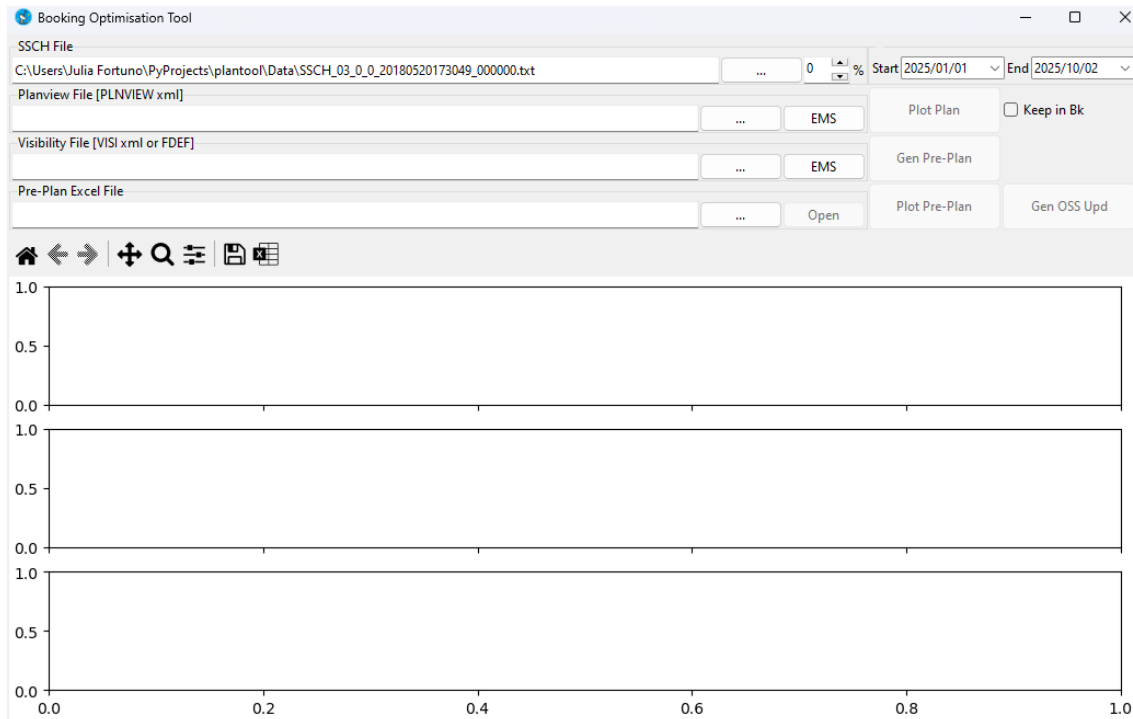 Booking Optimisation Tool
SSCH File
C:\Users\Julia Fortuno\PyProjects\plantool\Data\SSCH_03_0_0_20180520173049_000000.txt ... 0 % Start 2025/01/01 End 2025/10/02
Planview File [PLNVIEW xml]
... EMS Plot Plan Keep in Bk
Visibility File [VISI xml or FDEF]
... EMS Gen Pre-Plan
Pre-Plan Excel File
... Open Plot Pre-Plan Gen OSS Upd
1.0
0.5
0.0
1.0
0.5
0.0
1.0
0.5
0.0
0.0 0.2 0.4 0.6 0.8 1.0